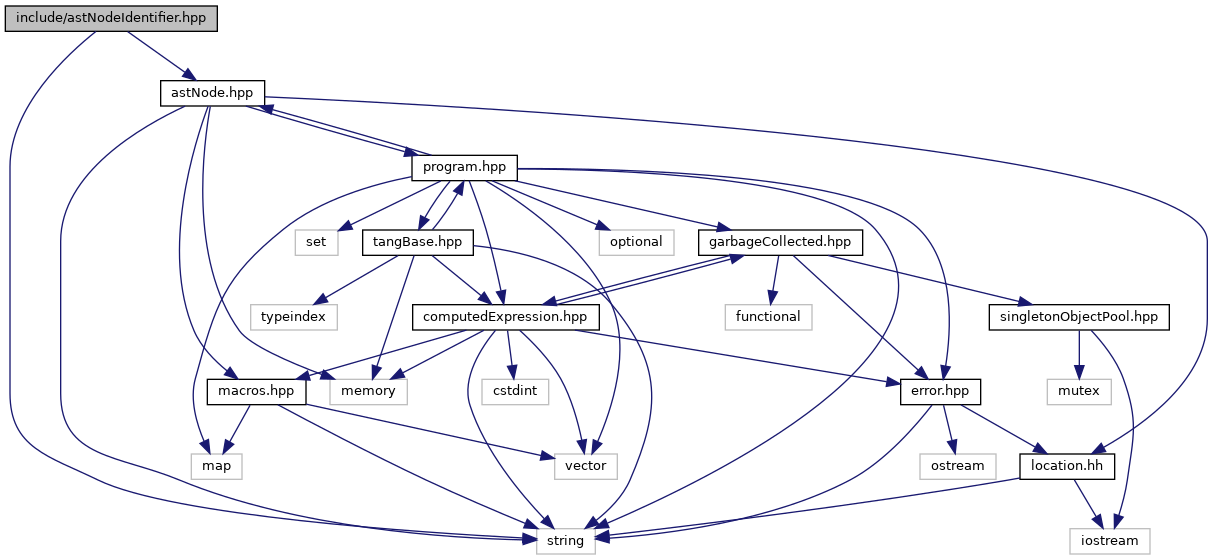 include/astNodeIdentifier.hpp
astNode.hpp
program.hpp
set
tangBase.hpp
optional
garbageCollected.hpp
typeindex
computedExpression.hpp
functional
singletonObjectPool.hpp
macros.hpp
memory
cstdint
error.hpp
mutex
map
vector
ostream
location.hh
string
iostream